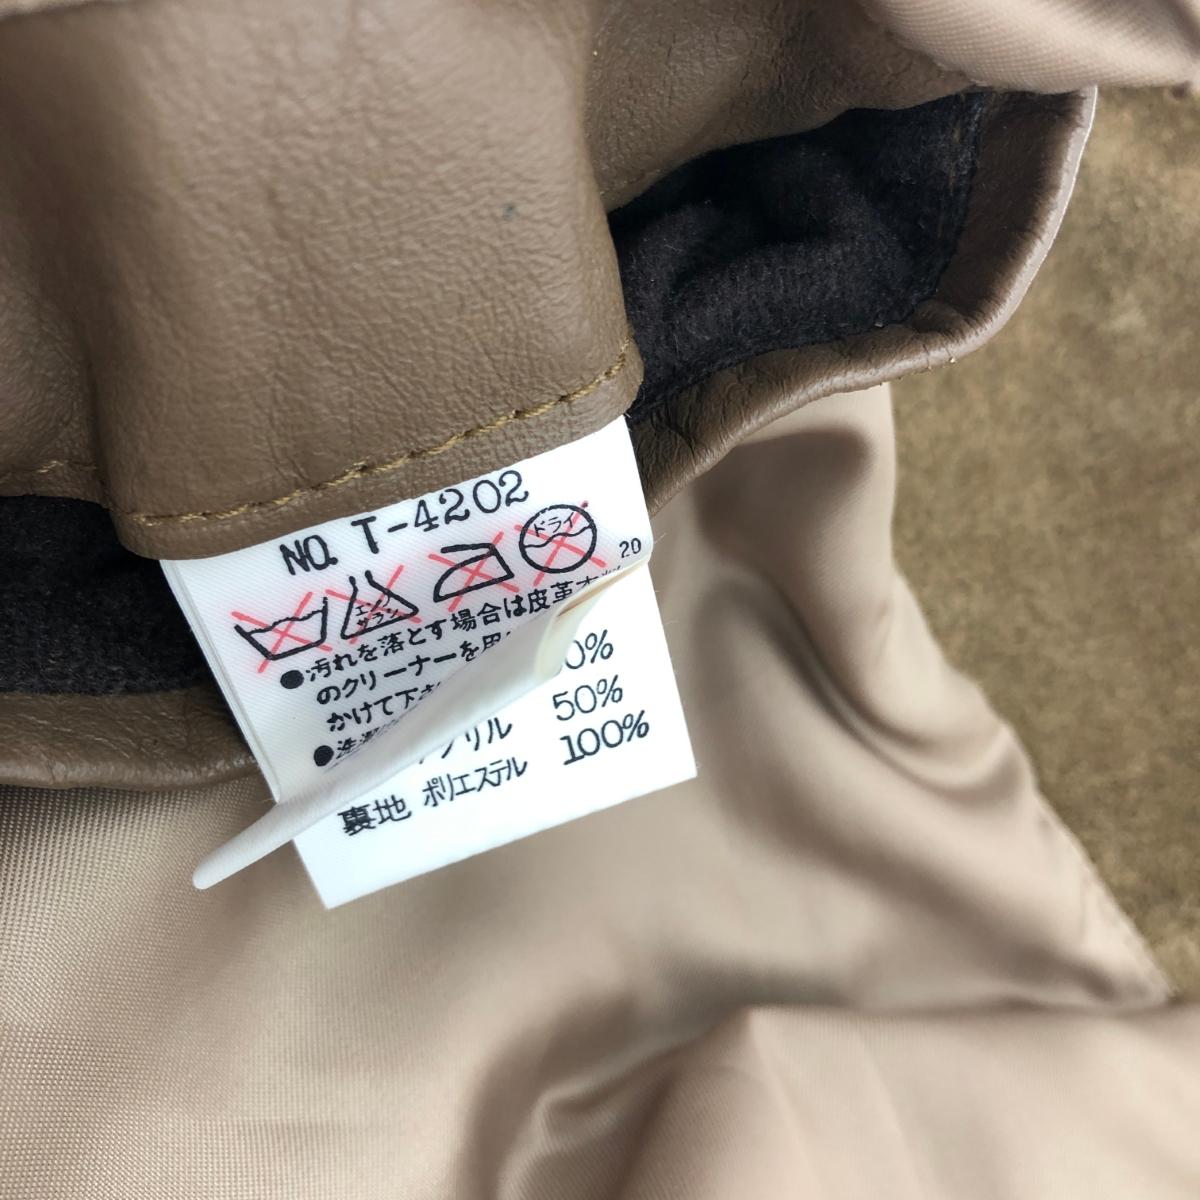 NO. T-4202
エンソ サラシ ドライ
20
●汚れを落とす場合は皮革
のクリーナーを用
かけて下さ
●洗濯
0%
リル 50%
裏地 ポリエステル 100%